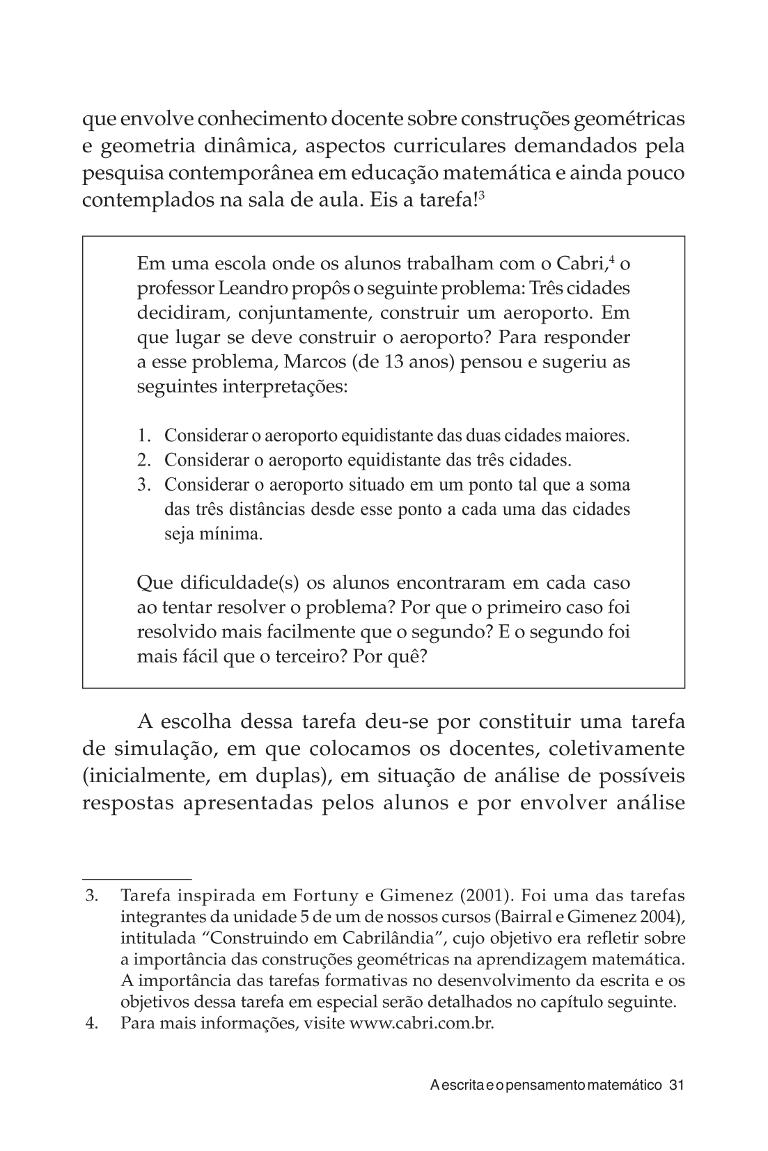 que envolve conhecimento docente sobre construções geométricas
e geometria dinâmica, aspectos curriculares demandados pela
pesquisa contemporânea em educação matemática e ainda pouco
contemplados na sala de aula. Eis a tarefa!³
Em uma escola onde os alunos trabalham com o Cabri,⁴ o
professor Leandro propôs o seguinte problema: Três cidades
decidiram, conjuntamente, construir um aeroporto. Em
que lugar se deve construir o aeroporto? Para responder
a esse problema, Marcos (de 13 anos) pensou e sugeriu as
seguintes interpretações:
1. Considerar o aeroporto equidistante das duas cidades maiores.
2. Considerar o aeroporto equidistante das três cidades.
3. Considerar o aeroporto situado em um ponto tal que a soma
das três distâncias desde esse ponto a cada uma das cidades
seja mínima.
Que dificuldade(s) os alunos encontraram em cada caso
ao tentar resolver o problema? Por que o primeiro caso foi
resolvido mais facilmente que o segundo? E o segundo foi
mais fácil que o terceiro? Por quê?
A escolha dessa tarefa deu-se por constituir uma tarefa
de simulação, em que colocamos os docentes, coletivamente
(inicialmente, em duplas), em situação de análise de possíveis
respostas apresentadas pelos alunos e por envolver análise
3. Tarefa inspirada em Fortuny e Gimenez (2001). Foi uma das tarefas
integrantes da unidade 5 de um de nossos cursos (Bairral e Gimenez 2004),
intitulada “Construindo em Cabrilândia”, cujo objetivo era refletir sobre
a importância das construções geométricas na aprendizagem matemática.
A importância das tarefas formativas no desenvolvimento da escrita e os
objetivos dessa tarefa em especial serão detalhados no capítulo seguinte.
4. Para mais informações, visite www.cabri.com.br.
A escrita e o pensamento matemático 31